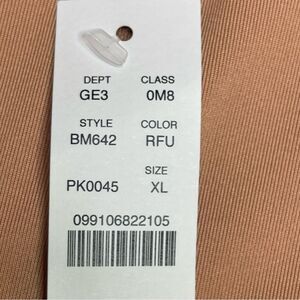 DEPT CLASS
GE3 0M8
STYLE COLOR
BM642 RFU
SIZE
PK0045 XL
099106822105